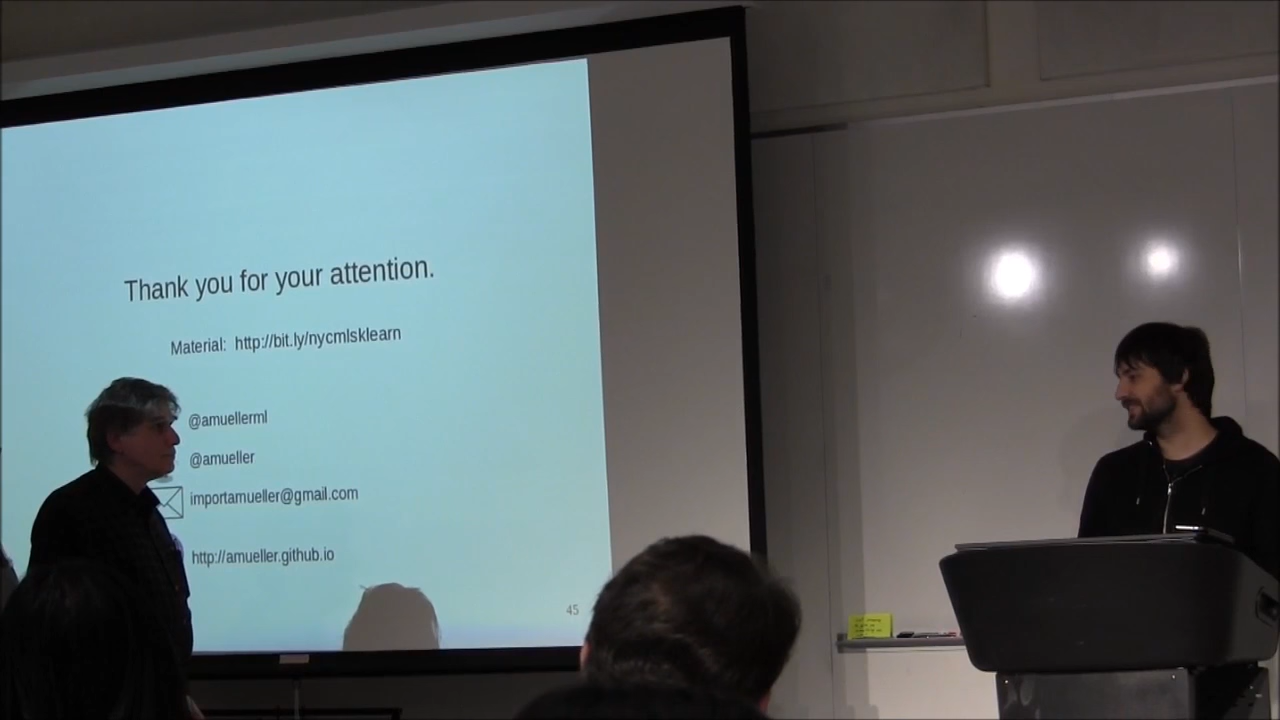 Thank you for your attention.
Material: http://bit.ly/nycmlsklearn
@amuellerml
@amueller
importamueller@gmail.com
http://amueller.github.io
45